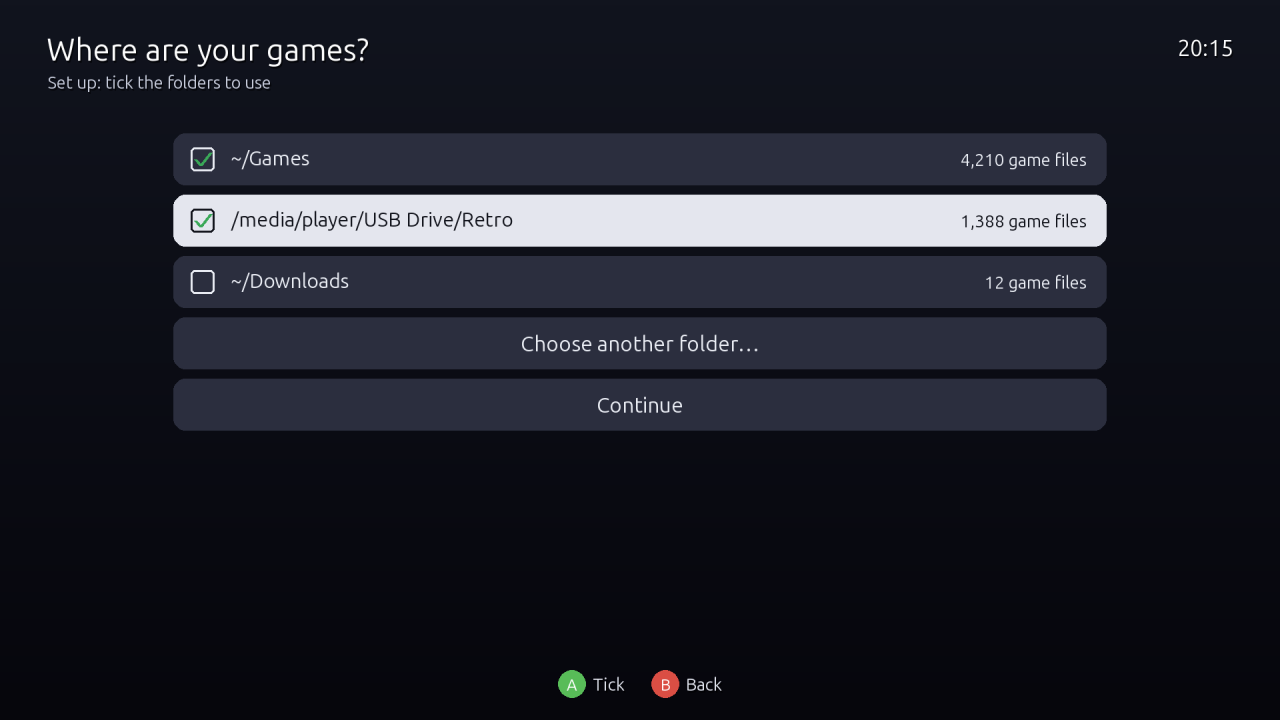 Where are your games?
20:15
Set up: tick the folders to use
~/Games 4,210 game files
/media/player/USB Drive/Retro 1,388 game files
~/Downloads 12 game files
Choose another folder…
Continue
A Tick B Back